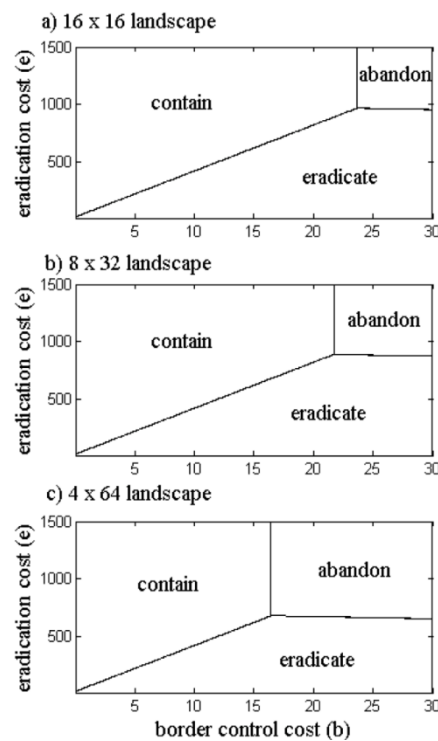 a) 16 x 16 landscape
1500
1000
500
eradication cost (e)
contain
abandon
eradicate
5 10 15 20 25 30
b) 8 x 32 landscape
1500
1000
500
eradication cost (e)
contain
abandon
eradicate
5 10 15 20 25 30
c) 4 x 64 landscape
1500
1000
500
eradication cost (e)
contain
abandon
eradicate
5 10 15 20 25 30
border control cost (b)